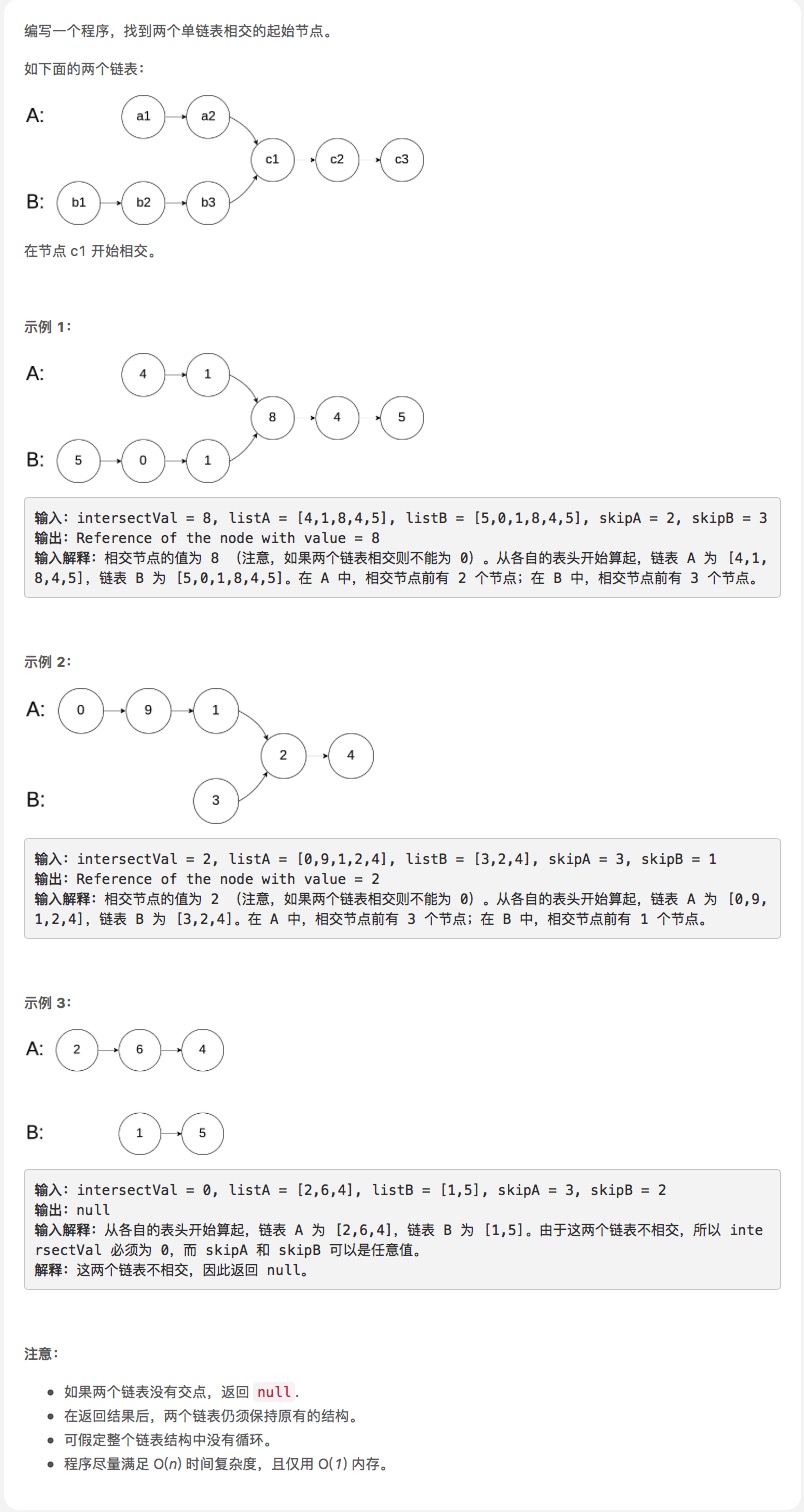 编写一个程序，找到两个单链表相交的起始节点。
如下面的两个链表：
A: a1 a2
c1 c2 c3
B: b1 b2 b3
在节点 c1 开始相交。
示例 1：
A: 4 1
8 4 5
B: 5 0 1
输入：intersectVal = 8, listA = [4,1,8,4,5], listB = [5,0,1,8,4,5], skipA = 2, skipB = 3
输出：Reference of the node with value = 8
输入解释：相交节点的值为 8 （注意，如果两个链表相交则不能为 0）。从各自的表头开始算起，链表 A 为 [4,1,
8,4,5]，链表 B 为 [5,0,1,8,4,5]。在 A 中，相交节点前有 2 个节点；在 B 中，相交节点前有 3 个节点。
示例 2：
A: 0 9 1
2 4
B: 3
输入：intersectVal = 2, listA = [0,9,1,2,4], listB = [3,2,4], skipA = 3, skipB = 1
输出：Reference of the node with value = 2
输入解释：相交节点的值为 2 （注意，如果两个链表相交则不能为 0）。从各自的表头开始算起，链表 A 为 [0,9,
1,2,4]，链表 B 为 [3,2,4]。在 A 中，相交节点前有 3 个节点；在 B 中，相交节点前有 1 个节点。
示例 3：
A: 2 6 4
B: 1 5
输入：intersectVal = 0, listA = [2,6,4], listB = [1,5], skipA = 3, skipB = 2
输出：null
输入解释：从各自的表头开始算起，链表 A 为 [2,6,4]，链表 B 为 [1,5]。由于这两个链表不相交，所以 inte
rsectVal 必须为 0，而 skipA 和 skipB 可以是任意值。
解释：这两个链表不相交，因此返回 null。
注意：
• 如果两个链表没有交点，返回 null.
• 在返回结果后，两个链表仍须保持原有的结构。
• 可假定整个链表结构中没有循环。
• 程序尽量满足 O(n) 时间复杂度，且仅用 O(1) 内存。